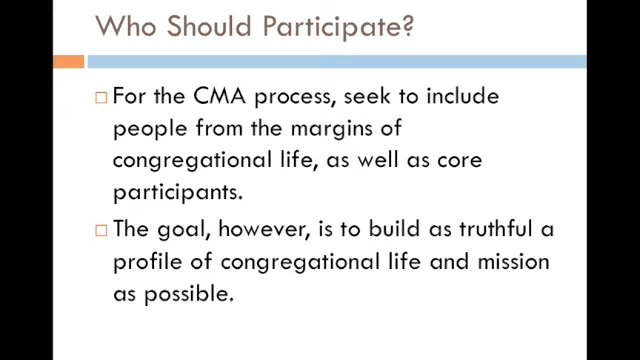 Who Should Participate?
For the CMA process, seek to include
people from the margins of
congregational life, as well as core
participants.
The goal, however, is to build as truthful a
profile of congregational life and mission
as possible.